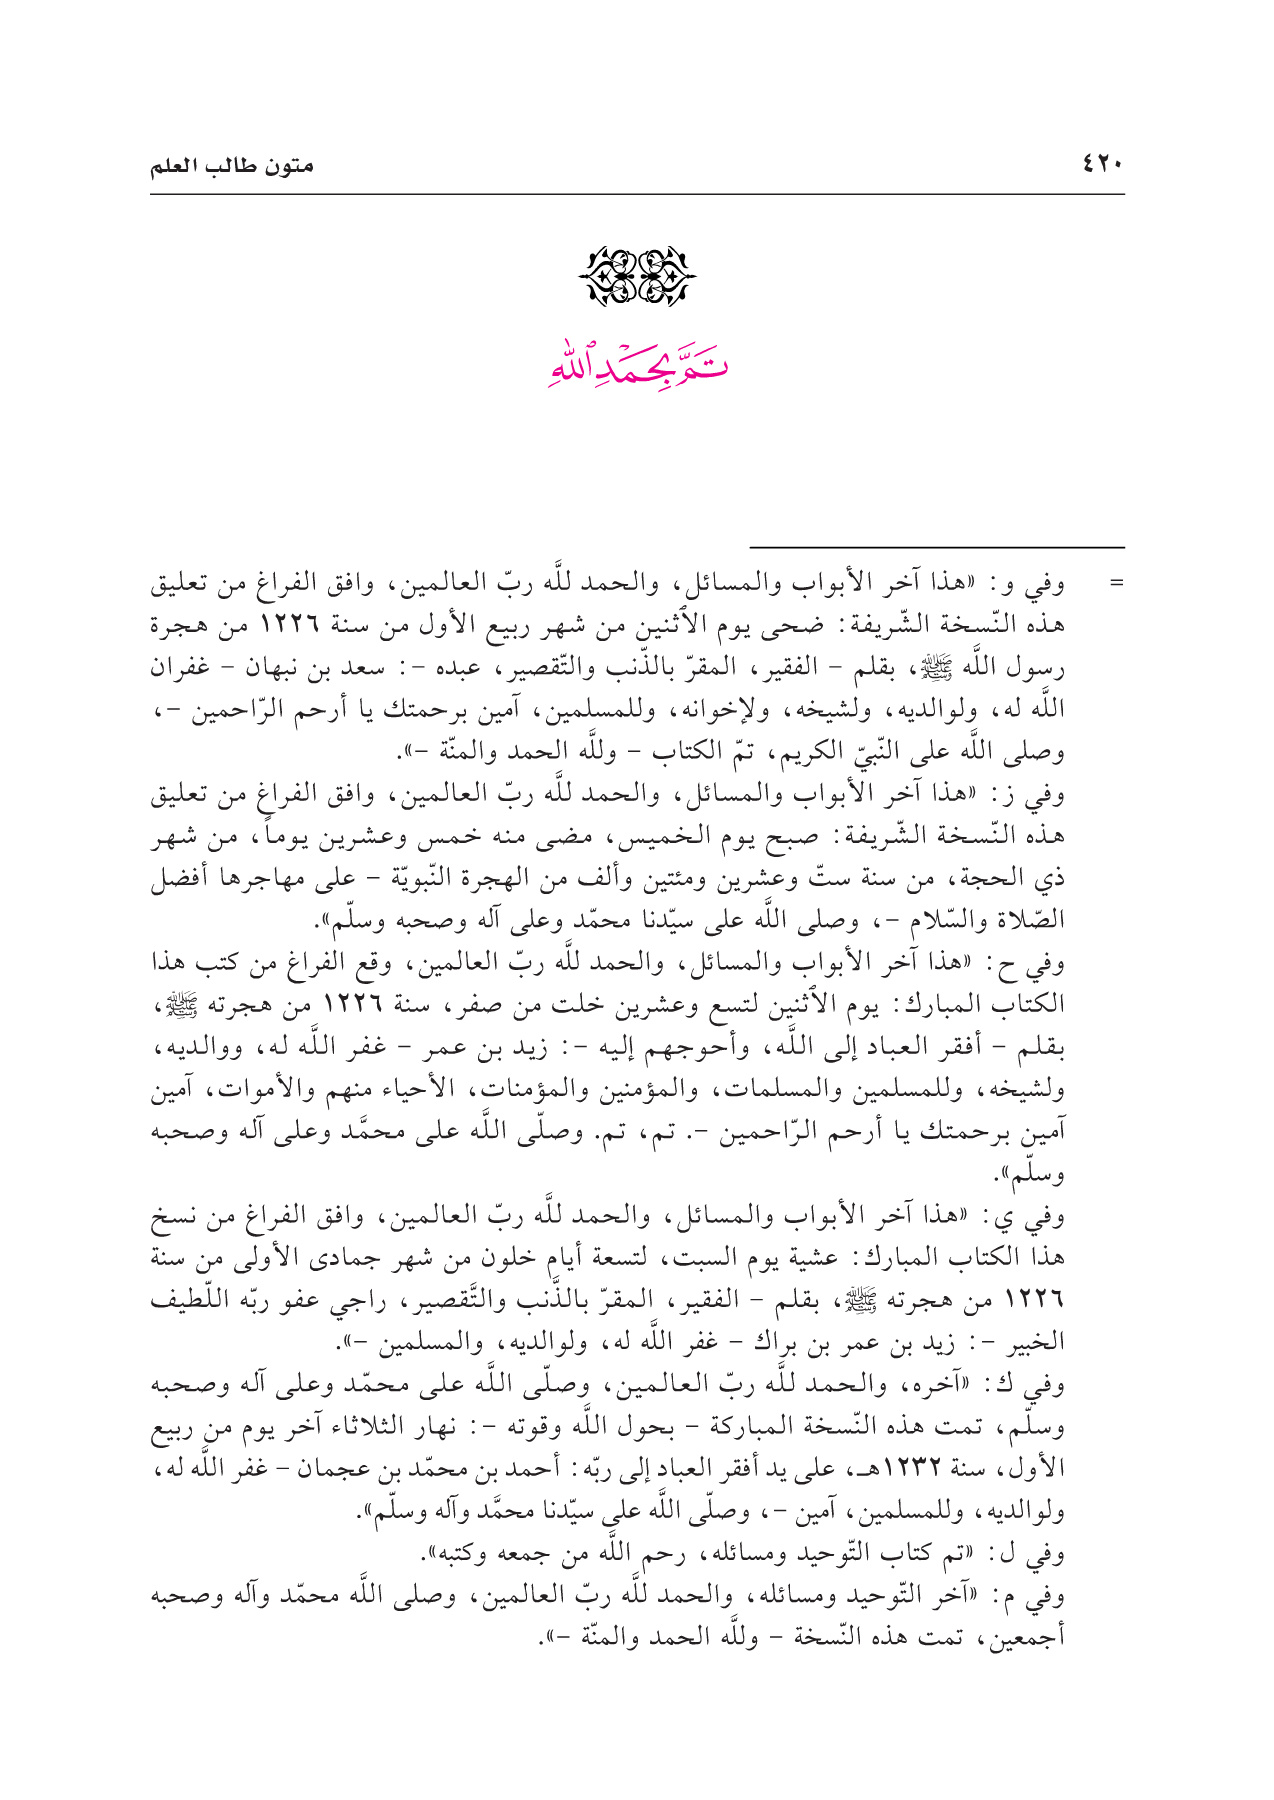 ٤٢٠ متون طالب العلم
تَمَّ بِحَمْدِ ٱللَّهِ
= وفي و: «هذا آخر الأبواب والمسائل، والحمد للَّه ربّ العالمين، وافق الفراغ من تعليق
هذه النّسخة الشّريفة: ضحى يوم الٱثنين من شهر ربيع الأول من سنة ١٢٢٦ من هجرة
رسول اللَّه ﷺ، بقلم – الفقير، المقرّ بالذّنب والتّقصير، عبده –: سعد بن نبهان – غفران
اللَّه له، ولوالديه، ولشيخه، ولإخوانه، وللمسلمين، آمين برحمتك يا أرحم الرّاحمين –،
وصلى اللَّه على النّبيّ الكريم، تمّ الكتاب – وللَّه الحمد والمنّة –».
وفي ز: «هذا آخر الأبواب والمسائل، والحمد للَّه ربّ العالمين، وافق الفراغ من تعليق
هذه النّسخة الشّريفة: صبح يوم الخميس، مضى منه خمس وعشرين يوماً، من شهر
ذي الحجة، من سنة ستّ وعشرين ومئتين وألف من الهجرة النّبويّة – على مهاجرها أفضل
الصّلاة والسّلام –، وصلى اللَّه على سيّدنا محمّد وعلى آله وصحبه وسلّم».
وفي ح: «هذا آخر الأبواب والمسائل، والحمد للَّه ربّ العالمين، وقع الفراغ من كتب هذا
الكتاب المبارك: يوم الٱثنين لتسع وعشرين خلت من صفر، سنة ١٢٢٦ من هجرته ﷺ،
بقلم – أفقر العباد إلى اللَّه، وأحوجهم إليه –: زيد بن عمر – غفر اللَّه له، ووالديه،
ولشيخه، وللمسلمين والمسلمات، والمؤمنين والمؤمنات، الأحياء منهم والأموات، آمين
آمين برحمتك يا أرحم الرّاحمين –. تم، تم. وصلّى اللَّه على محمَّد وعلى آله وصحبه
وسلّم».
وفي ي: «هذا آخر الأبواب والمسائل، والحمد للَّه ربّ العالمين، وافق الفراغ من نسخ
هذا الكتاب المبارك: عشية يوم السبت، لتسعة أيام خلون من شهر جمادى الأولى من سنة
١٢٢٦ من هجرته ﷺ، بقلم – الفقير، المقرّ بالذَّنب والتَّقصير، راجي عفو ربّه اللّطيف
الخبير –: زيد بن عمر بن براك – غفر اللَّه له، ولوالديه، والمسلمين –».
وفي ك: «آخره، والحمد للَّه ربّ العالمين، وصلّى اللَّه على محمّد وعلى آله وصحبه
وسلّم، تمت هذه النّسخة المباركة – بحول اللَّه وقوته –: نهار الثلاثاء آخر يوم من ربيع
الأول، سنة ١٢٣٢هـ، على يد أفقر العباد إلى ربّه: أحمد بن محمّد بن عجمان – غفر اللَّه له،
ولوالديه، وللمسلمين، آمين –، وصلّى اللَّه على سيّدنا محمَّد وآله وسلّم».
وفي ل: «تم كتاب التّوحيد ومسائله، رحم اللَّه من جمعه وكتبه».
وفي م: «آخر التّوحيد ومسائله، والحمد للَّه ربّ العالمين، وصلى اللَّه محمّد وآله وصحبه
أجمعين، تمت هذه النّسخة – وللَّه الحمد والمنّة –».